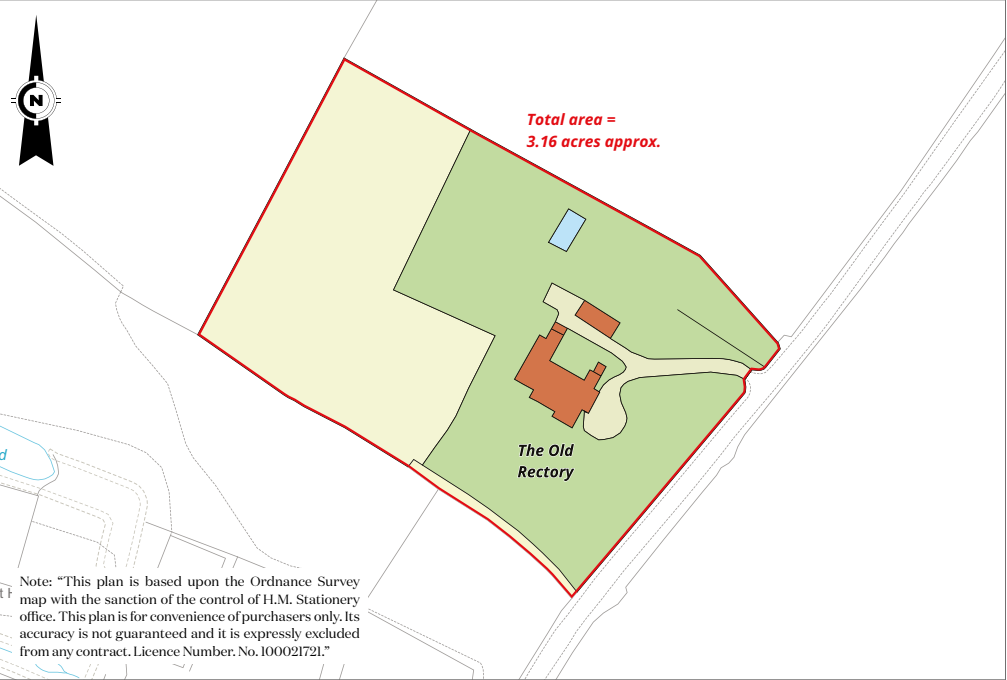 N
Total area =
3.16 acres approx.
The Old
Rectory
d
t H
Note: “This plan is based upon the Ordnance Survey
map with the sanction of the control of H.M. Stationery
office. This plan is for convenience of purchasers only. Its
accuracy is not guaranteed and it is expressly excluded
from any contract. Licence Number. No. 100021721.”